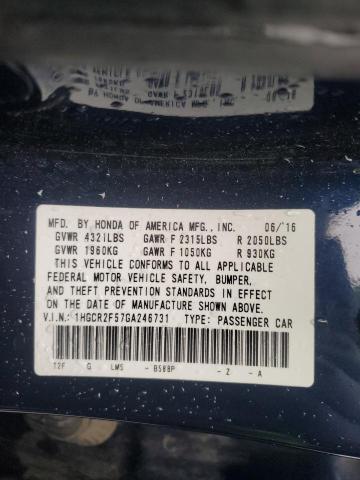 MFD. BY HONDA OF AMERICA MFG., INC. 06/16
GVWR 4321LBS GAWR F 2315LBS R 2050LBS
GVWR 1960KG GAWR F 1050KG R 930KG
THIS VEHICLE CONFORMS TO ALL APPLICABLE
FEDERAL MOTOR VEHICLE SAFETY, BUMPER,
AND THEFT PREVENTION STANDARDS IN EFFECT
ON THE DATE OF MANUFACTURE SHOWN ABOVE.
V.I.N.: 1HGCR2F57GA246731 TYPE: PASSENGER CAR
12F G LWS - B588P - Z - A